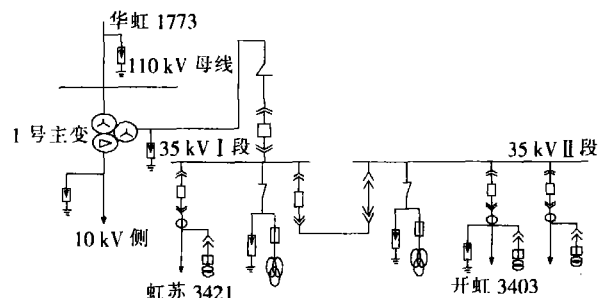 华虹 1773
110 kV 母线
1 号主变
35 kV Ⅰ 段
35 kV Ⅱ 段
10 kV 侧
虹苏 3421
开虹 3403